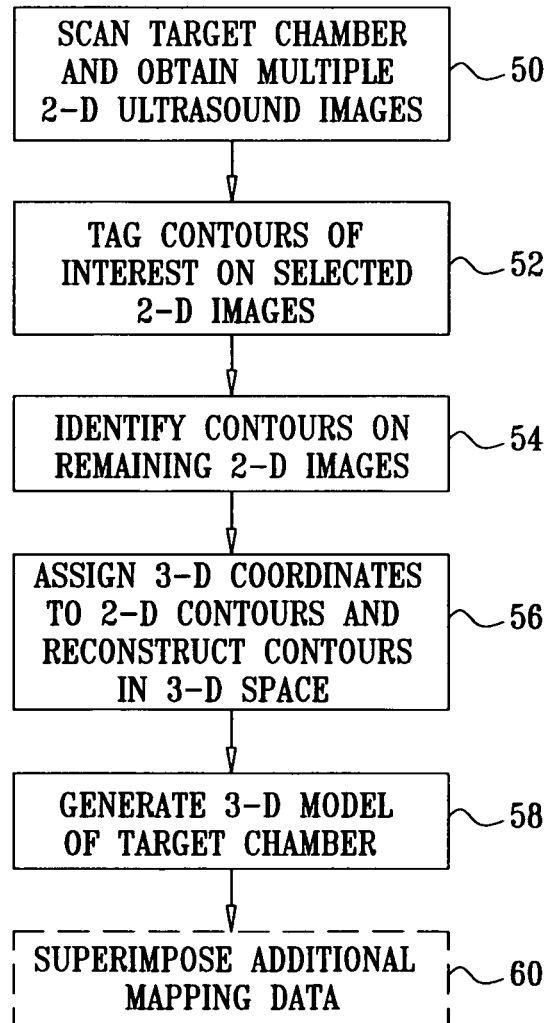 SCAN TARGET CHAMBER
AND OBTAIN MULTIPLE
2-D ULTRASOUND IMAGES
50
TAG CONTOURS OF
INTEREST ON SELECTED
2-D IMAGES
52
IDENTIFY CONTOURS ON
REMAINING 2-D IMAGES
54
ASSIGN 3-D COORDINATES
TO 2-D CONTOURS AND
RECONSTRUCT CONTOURS
IN 3-D SPACE
56
GENERATE 3-D MODEL
OF TARGET CHAMBER
58
SUPERIMPOSE ADDITIONAL
MAPPING DATA
60